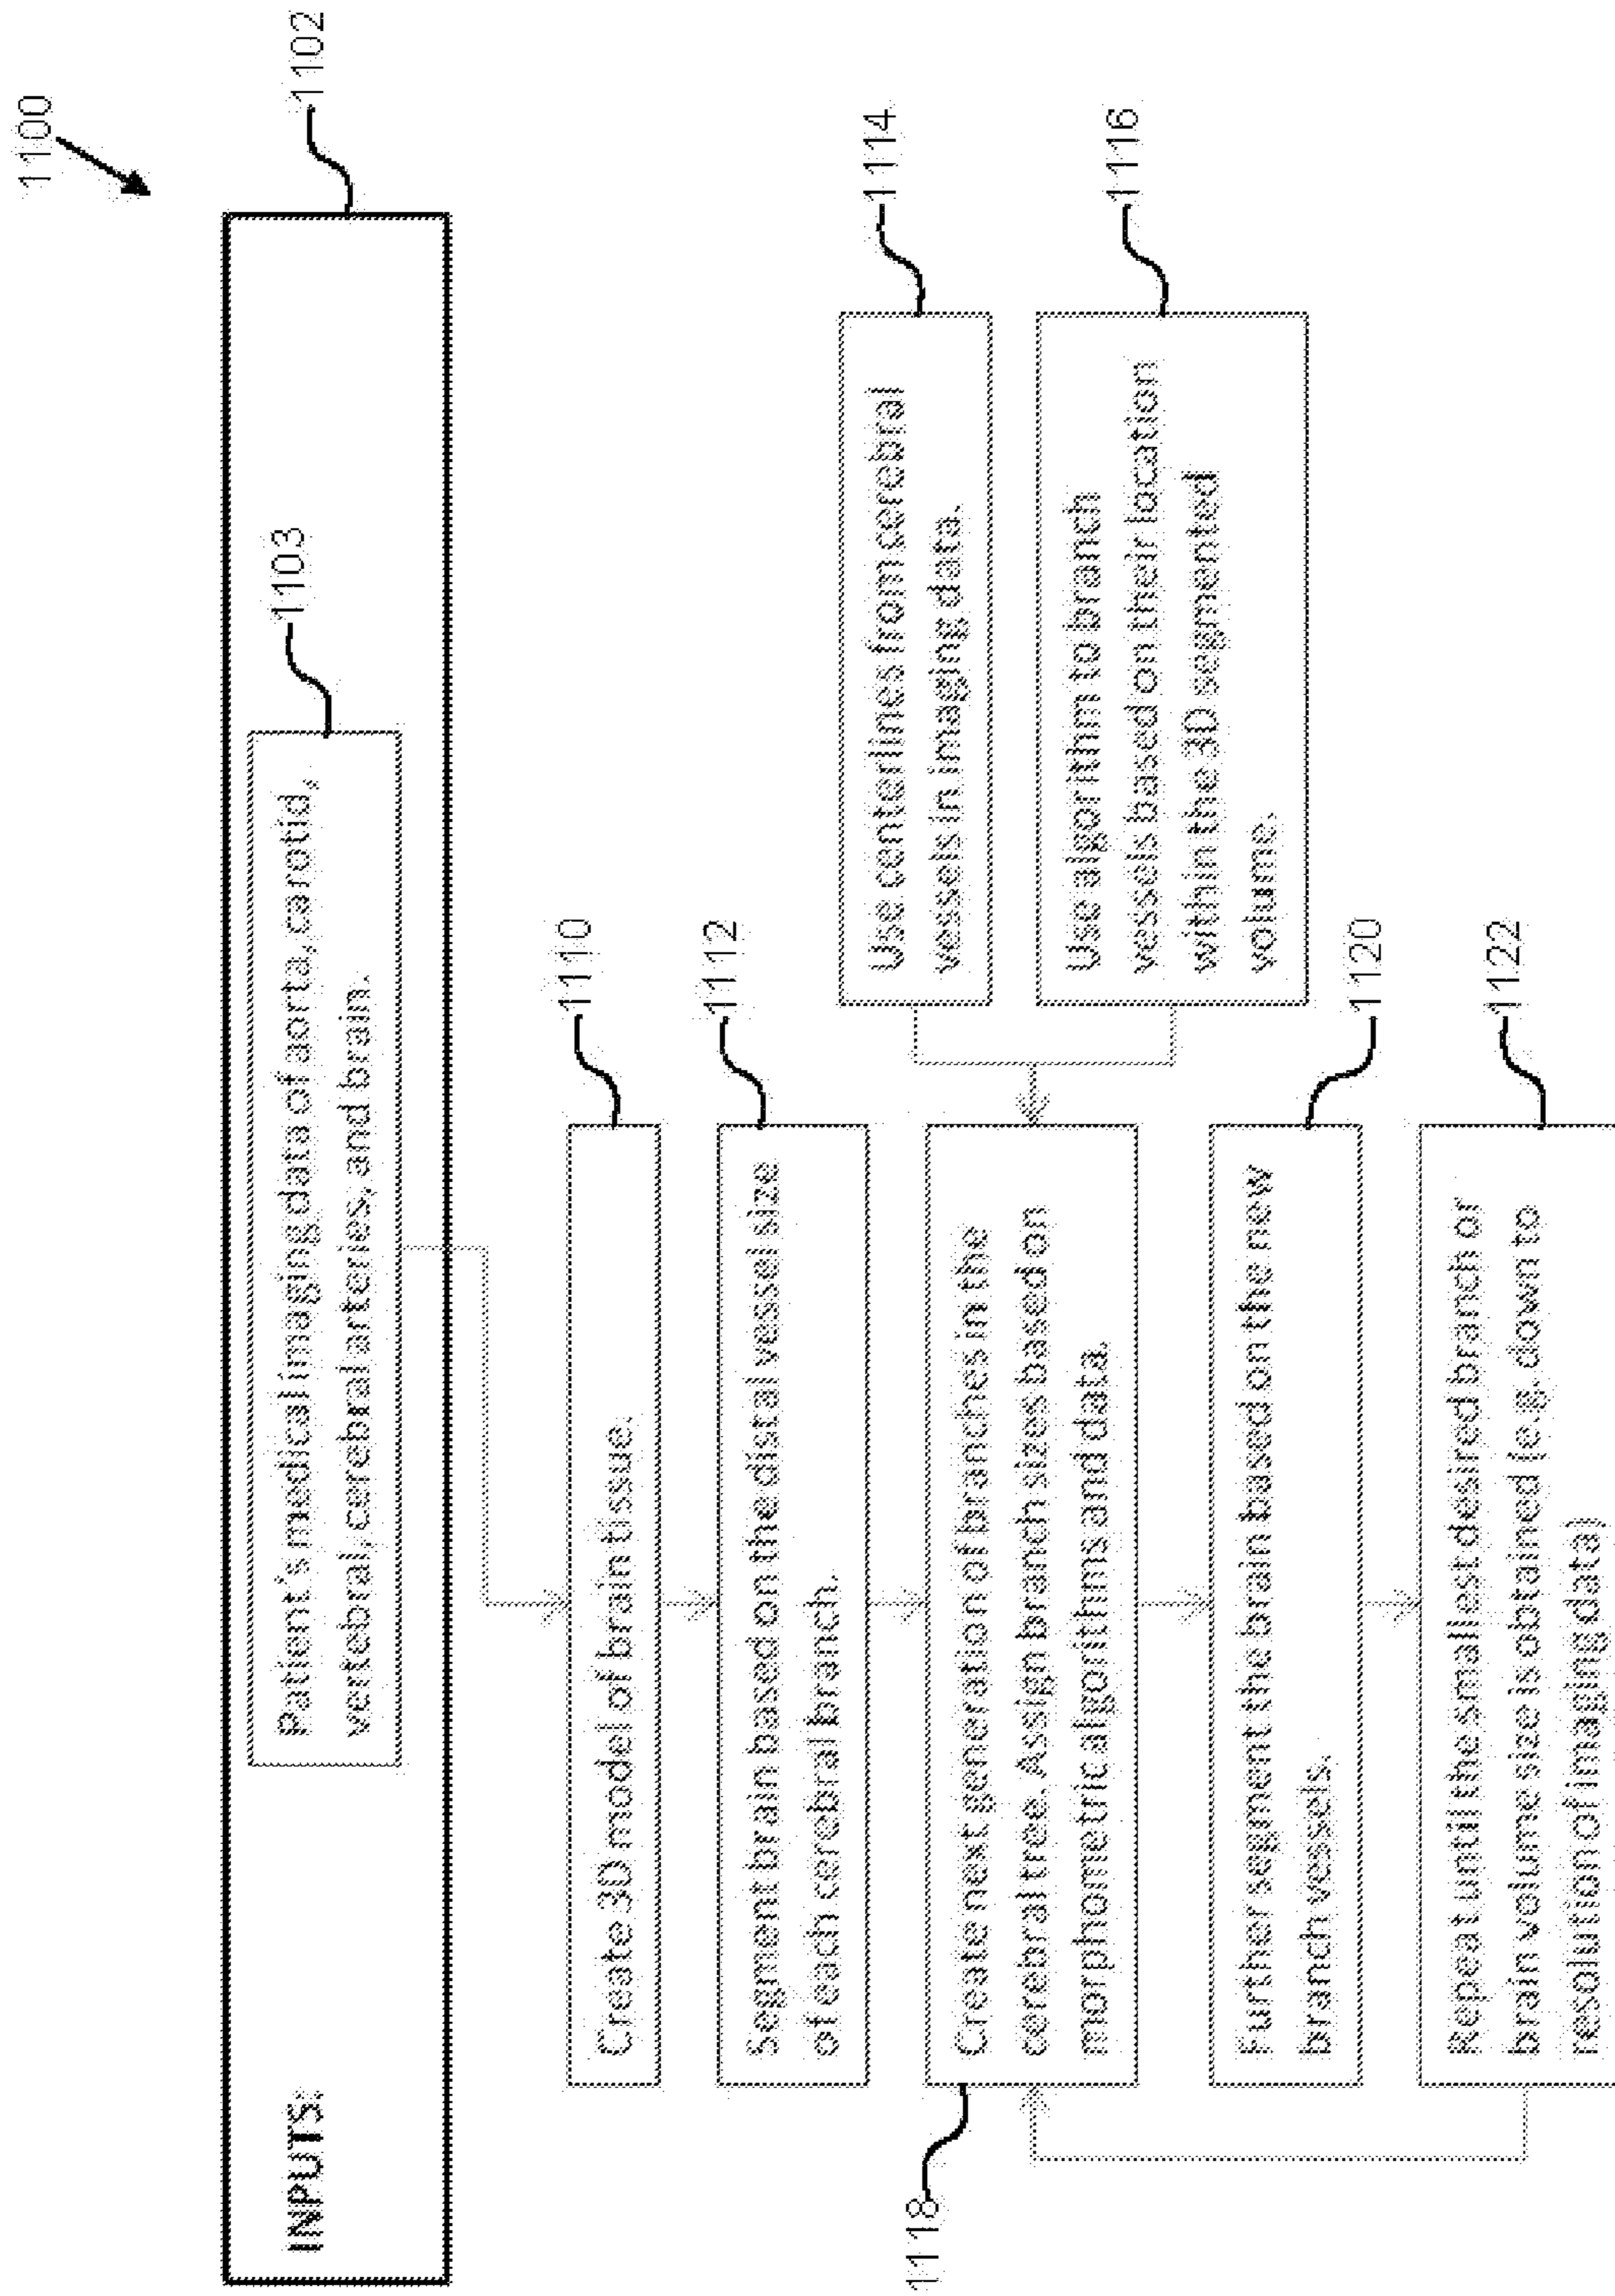 1100
1102
INPUTS:
1103
Patient's medical imaging data of aorta, carotid,
vertebral, cerebral arteries, and brain.
1110
Create 3D model of brain tissue.
1112
Segment brain based on the distal vessel size
of each cerebral branch.
1114
Use centerlines from cerebral
vessels in imaging data.
1116
Use algorithm to branch
vessels based on their location
within the 3D segmented
volume.
1118
Create next generation of branches in the
cerebral tree. Assign branch sizes based on
morphometrical algorithms and data.
1120
Further segment the brain based on the new
branch vessels.
1122
Repeat until the smallest desired branch or
brain volume size is obtained (e.g. down to
resolution of imaging data)